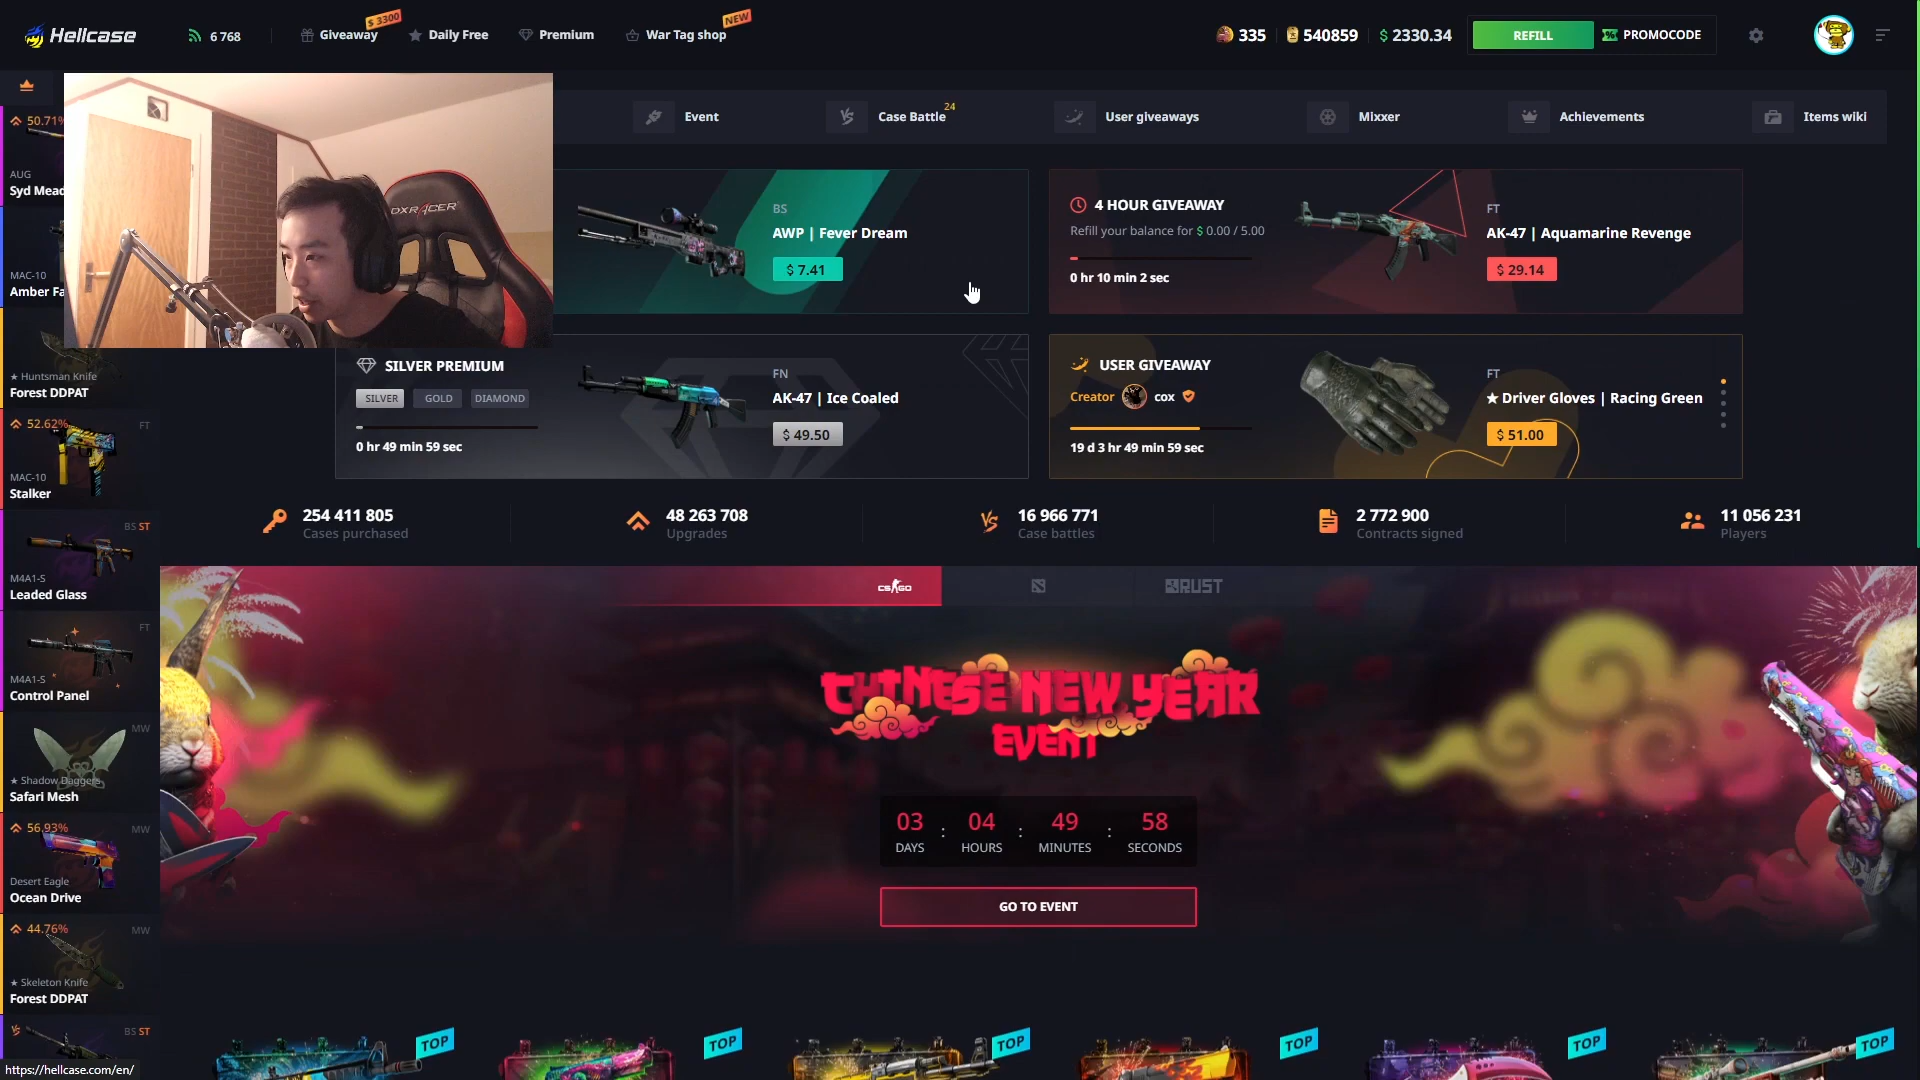 Hellcase
6 768
Giveaway
$ 3300
Daily Free
Premium
War Tag shop
NEW
335
540859
$ 2330.34
REFILL
PROMOCODE
Event
Case Battle
24
User giveaways
Mixxer
Achievements
Items wiki
50.71%
AUG
Syd Mead
MAC-10
Amber Fa
★ Huntsman Knife
Forest DDPAT
52.62%
FT
MAC-10
Stalker
BS ST
M4A1-S
Leaded Glass
FT
M4A1-S
Control Panel
MW
★ Shadow Daggers
Safari Mesh
56.93%
MW
Desert Eagle
Ocean Drive
44.76%
MW
★ Skeleton Knife
Forest DDPAT
BS ST
DXRACER
BS
AWP | Fever Dream
$ 7.41
4 HOUR GIVEAWAY
Refill your balance for $ 0.00 / 5.00
0 hr 10 min 2 sec
FT
AK-47 | Aquamarine Revenge
$ 29.14
SILVER PREMIUM
SILVER
GOLD
DIAMOND
0 hr 49 min 59 sec
FN
AK-47 | Ice Coaled
$ 49.50
USER GIVEAWAY
Creator
cox
19 d 3 hr 49 min 59 sec
FT
★ Driver Gloves | Racing Green
$ 51.00
254 411 805
Cases purchased
48 263 708
Upgrades
VS
16 966 771
Case battles
2 772 900
Contracts signed
11 056 231
Players
CS:GO
RUST
CHINESE NEW YEAR
EVENT
03 : 04 : 49 : 58
DAYS HOURS MINUTES SECONDS
GO TO EVENT
TOP
TOP
TOP
TOP
TOP
TOP
https://hellcase.com/en/